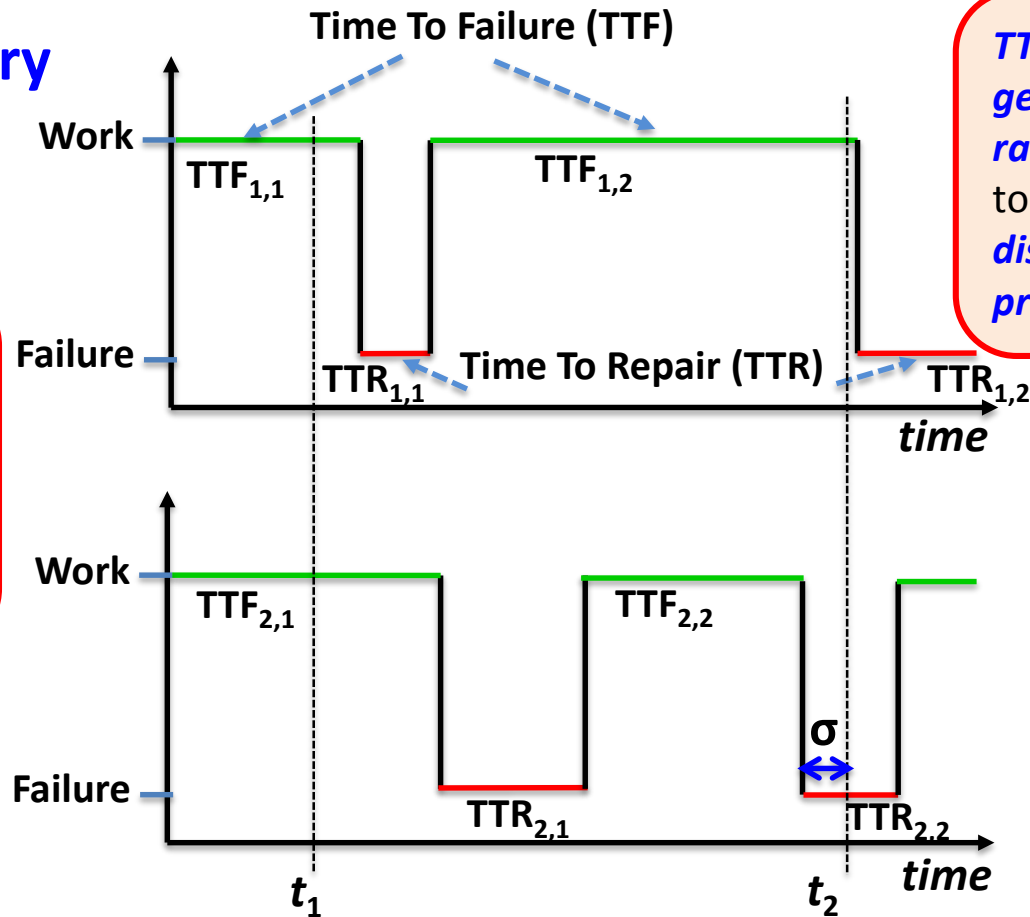 Time To Failure (TTF)
ry
TT
ge
ra
to
dis
pr
Work
TTF1,1
TTF1,2
Failure
TTR1,1
Time To Repair (TTR)
TTR1,2
time
Work
TTF2,1
TTF2,2
σ
Failure
TTR2,1
TTR2,2
time
t1
t2